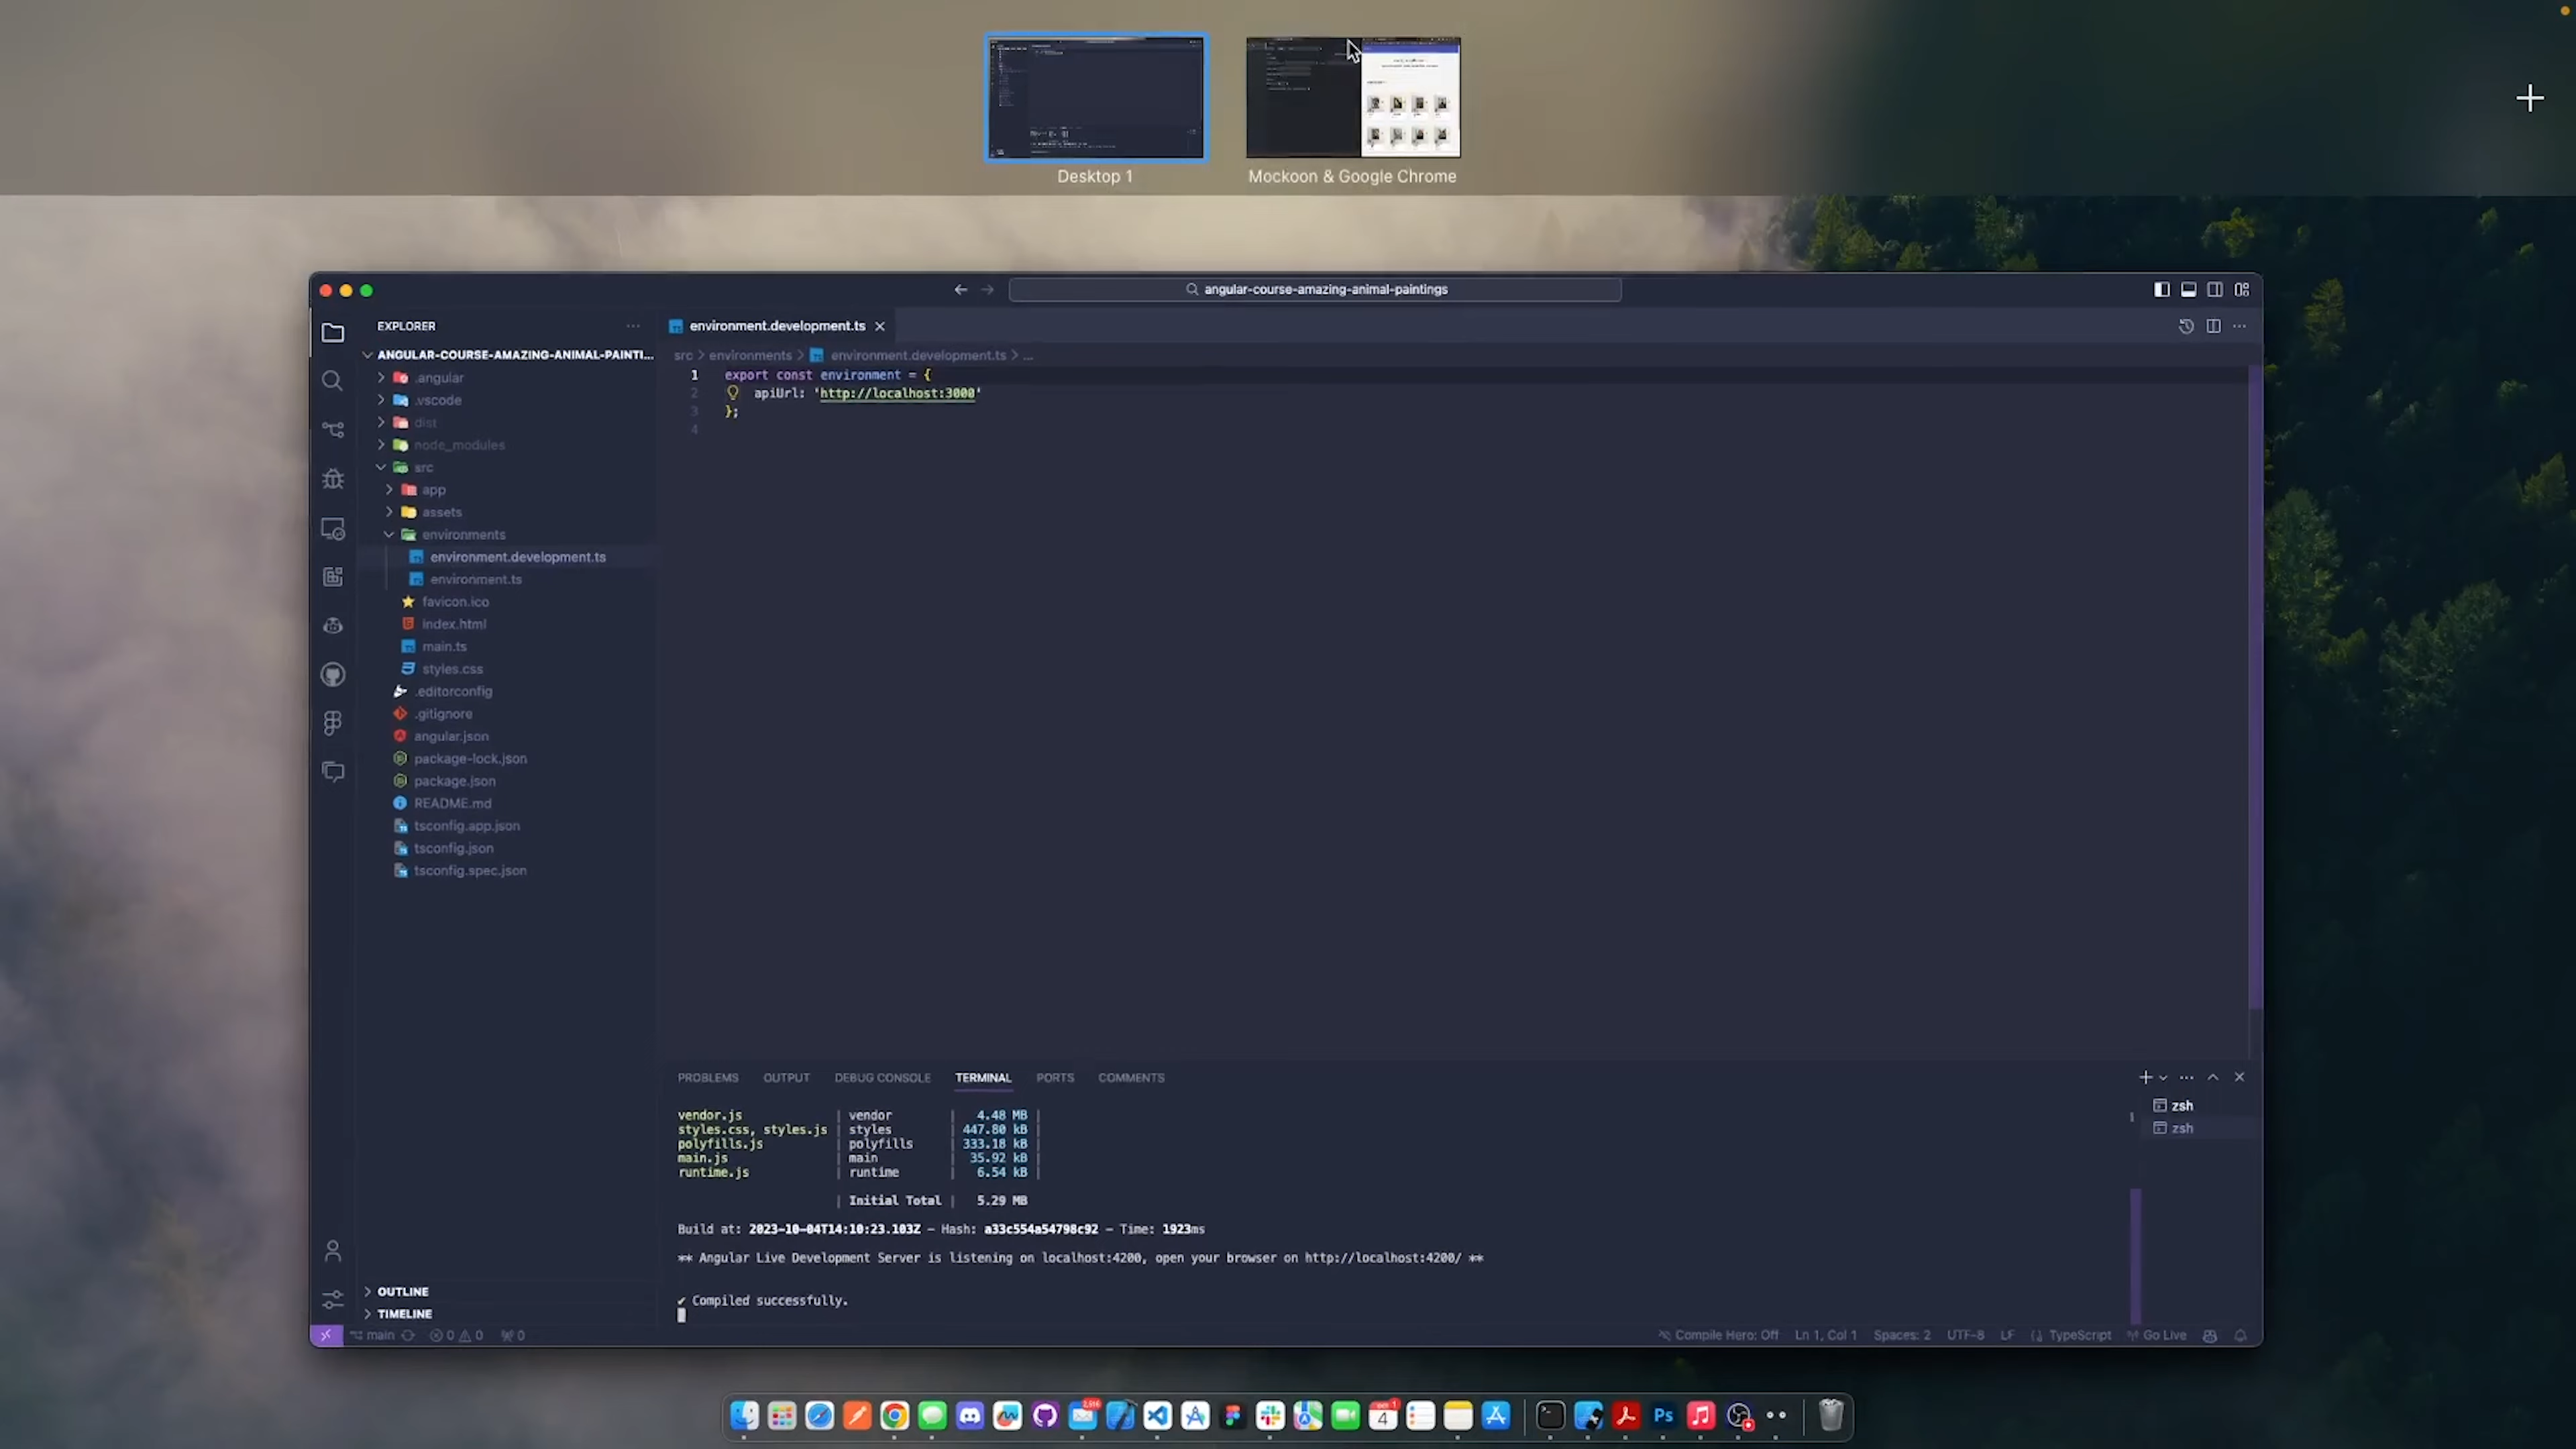 Desktop 1
Mockoon & Google Chrome
angular-course-amazing-animal-paintings
EXPLORER
ANGULAR-COURSE-AMAZING-ANIMAL-PAINTI...
.angular
.vscode
dist
node_modules
src
app
assets
environments
environment.development.ts
environment.ts
favicon.ico
index.html
main.ts
styles.css
.editorconfig
.gitignore
angular.json
package-lock.json
package.json
README.md
tsconfig.app.json
tsconfig.json
tsconfig.spec.json
OUTLINE
TIMELINE
environment.development.ts
src > environments > environment.development.ts > ...
1 export const environment = {
2 apiUrl: 'http://localhost:3000'
3 };
4
PROBLEMS OUTPUT DEBUG CONSOLE TERMINAL PORTS COMMENTS
vendor.js | vendor | 4.48 MB |
styles.css, styles.js | styles | 447.80 kB |
polyfills.js | polyfills | 333.18 kB |
main.js | main | 35.92 kB |
runtime.js | runtime | 6.54 kB |
| Initial Total | 5.29 MB
Build at: 2023-10-04T14:10:23.103Z - Hash: a33c554a54798c92 - Time: 1923ms
** Angular Live Development Server is listening on localhost:4200, open your browser on http://localhost:4200/ **
✔ Compiled successfully.
zsh
zsh
main 0 0 0 Compile Hero: Off Ln 1, Col 1 Spaces: 2 UTF-8 LF TypeScript Go Live
2,516
4
Ps